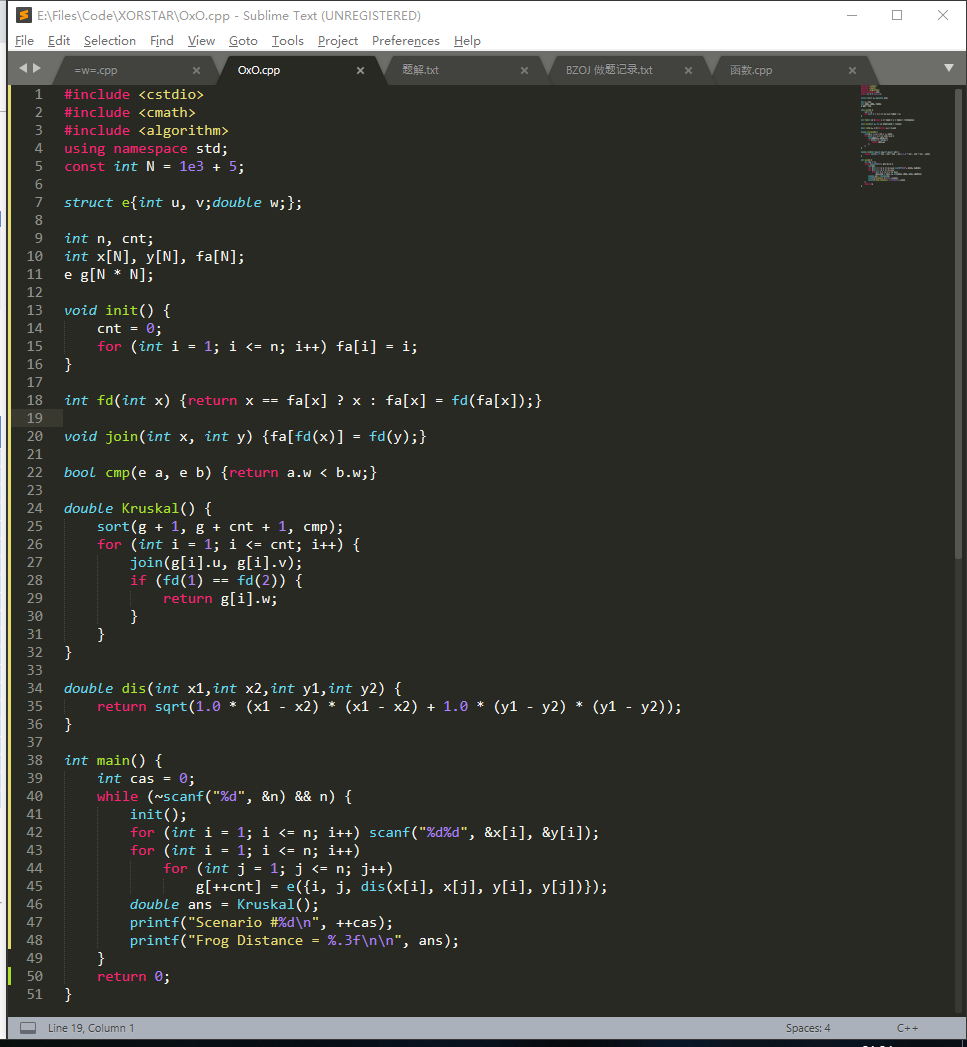 E:\Files\Code\XORSTAR\OxO.cpp - Sublime Text (UNREGISTERED)
File Edit Selection Find View Goto Tools Project Preferences Help
=w=.cpp OxO.cpp 题解.txt BZOJ 做题记录.txt 函数.cpp
1 #include <cstdio>
2 #include <cmath>
3 #include <algorithm>
4 using namespace std;
5 const int N = 1e3 + 5;
6
7 struct e{int u, v;double w;};
8
9 int n, cnt;
10 int x[N], y[N], fa[N];
11 e g[N * N];
12
13 void init() {
14     cnt = 0;
15     for (int i = 1; i <= n; i++) fa[i] = i;
16 }
17
18 int fd(int x) {return x == fa[x] ? x : fa[x] = fd(fa[x]);}
19
20 void join(int x, int y) {fa[fd(x)] = fd(y);}
21
22 bool cmp(e a, e b) {return a.w < b.w;}
23
24 double Kruskal() {
25     sort(g + 1, g + cnt + 1, cmp);
26     for (int i = 1; i <= cnt; i++) {
27         join(g[i].u, g[i].v);
28         if (fd(1) == fd(2)) {
29             return g[i].w;
30         }
31     }
32 }
33
34 double dis(int x1,int x2,int y1,int y2) {
35     return sqrt(1.0 * (x1 - x2) * (x1 - x2) + 1.0 * (y1 - y2) * (y1 - y2));
36 }
37
38 int main() {
39     int cas = 0;
40     while (~scanf("%d", &n) && n) {
41         init();
42         for (int i = 1; i <= n; i++) scanf("%d%d", &x[i], &y[i]);
43         for (int i = 1; i <= n; i++)
44             for (int j = 1; j <= n; j++)
45                 g[++cnt] = e({i, j, dis(x[i], x[j], y[i], y[j])});
46         double ans = Kruskal();
47         printf("Scenario #%d\n", ++cas);
48         printf("Frog Distance = %.3f\n\n", ans);
49     }
50     return 0;
51 }
Line 19, Column 1 Spaces: 4 C++